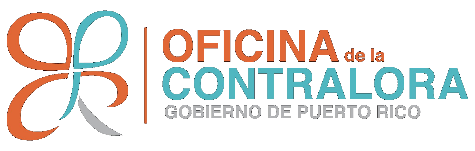 OFICINA de la
CONTRALORA
GOBIERNO DE PUERTO RICO